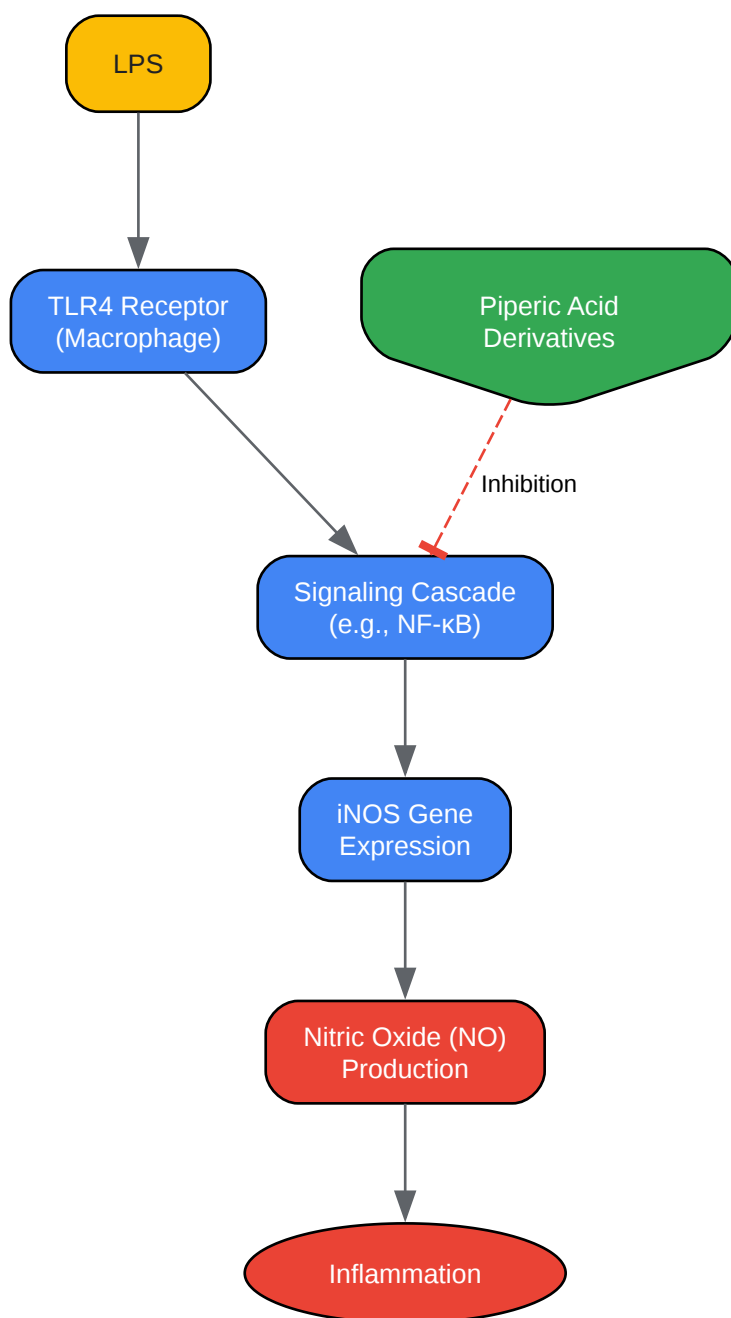 LPS
TLR4 Receptor
(Macrophage)
Piperic Acid
Derivatives
Inhibition
Signaling Cascade
(e.g., NF-κB)
iNOS Gene
Expression
Nitric Oxide (NO)
Production
Inflammation